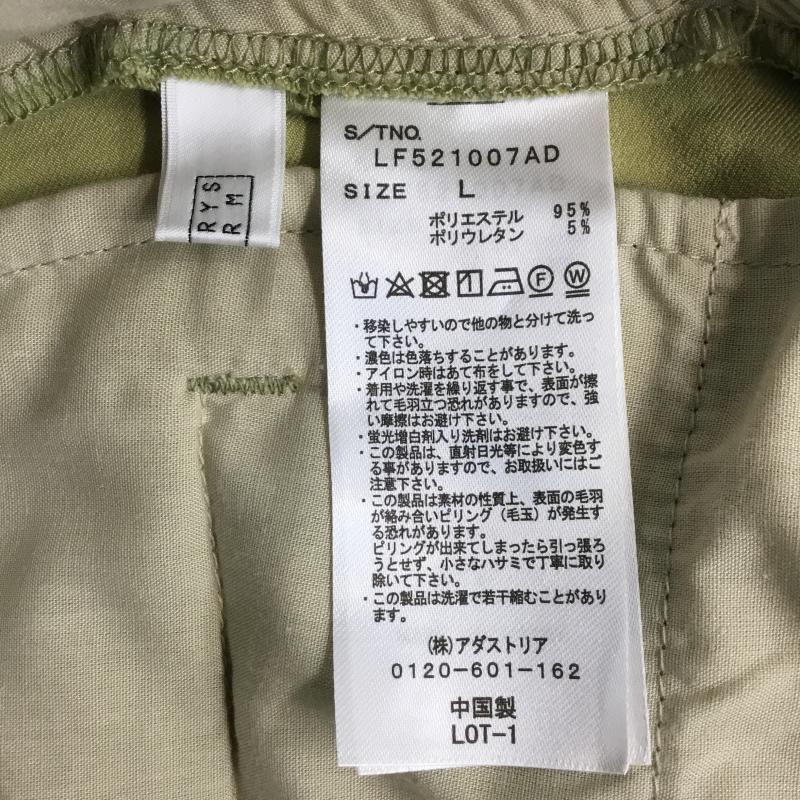 S/TNO.
LF521007AD
SIZE L
ポリエステル 95%
ポリウレタン 5%
F W
・移染しやすいので他の物と分けて洗っ
て下さい。
・濃色は色落ちすることがあります。
・アイロン時はあて布をして下さい。
・着用や洗濯を繰り返す事で、表面が擦
れて毛羽立つ恐れがありますので、強
い摩擦はお避け下さい。
・蛍光増白剤入り洗剤はお避け下さい。
・この製品は、直射日光等により変色す
る事がありますので、お取扱いにはご
注意下さい。
・この製品は素材の性質上、表面の毛羽
が絡み合いピリング（毛玉）が発生す
る恐れがあります。
ピリングが出来てしまったら引っ張ろ
うとせず、小さなハサミで丁寧に取り
除いて下さい。
・この製品は洗濯で若干縮むことがあり
ます。
(株)アダストリア
0120-601-162
中国製
LOT-1
RYS
RM